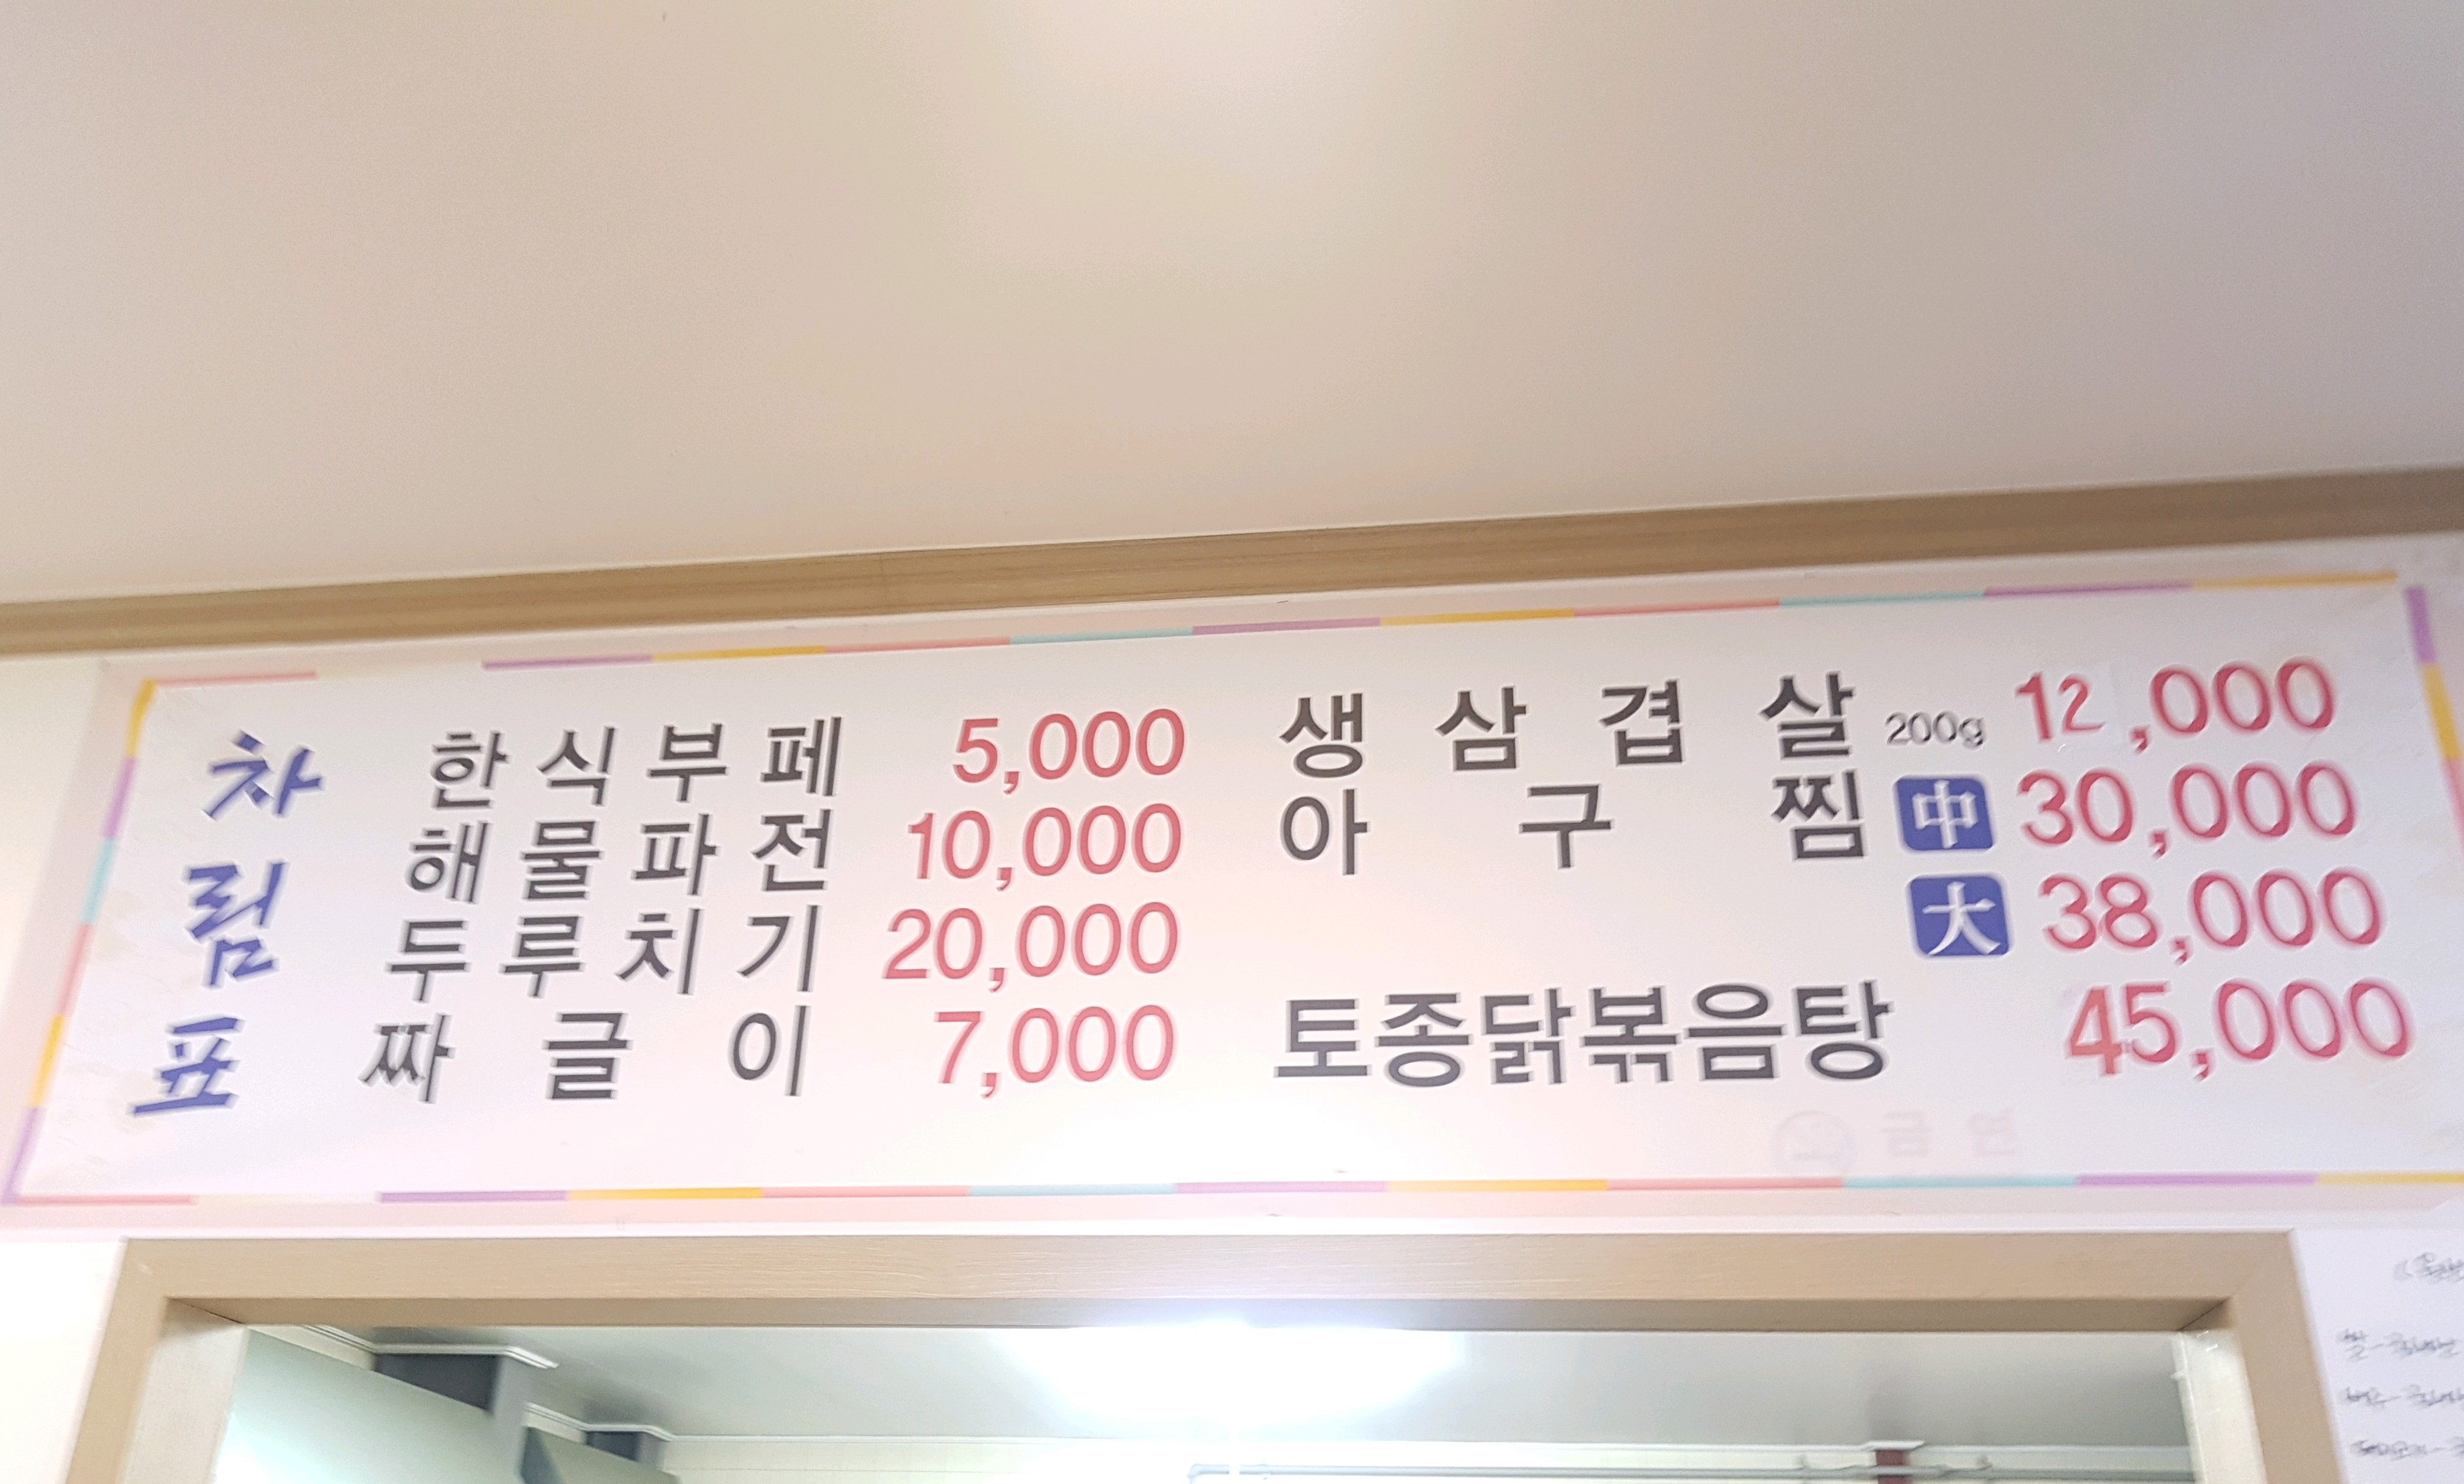 차림표
한식부페 5,000
해물파전 10,000
두루치기 20,000
짜글이 7,000
생삼겹살 200g 12,000
아구찜 中 30,000
大 38,000
토종닭볶음탕 45,000
금연